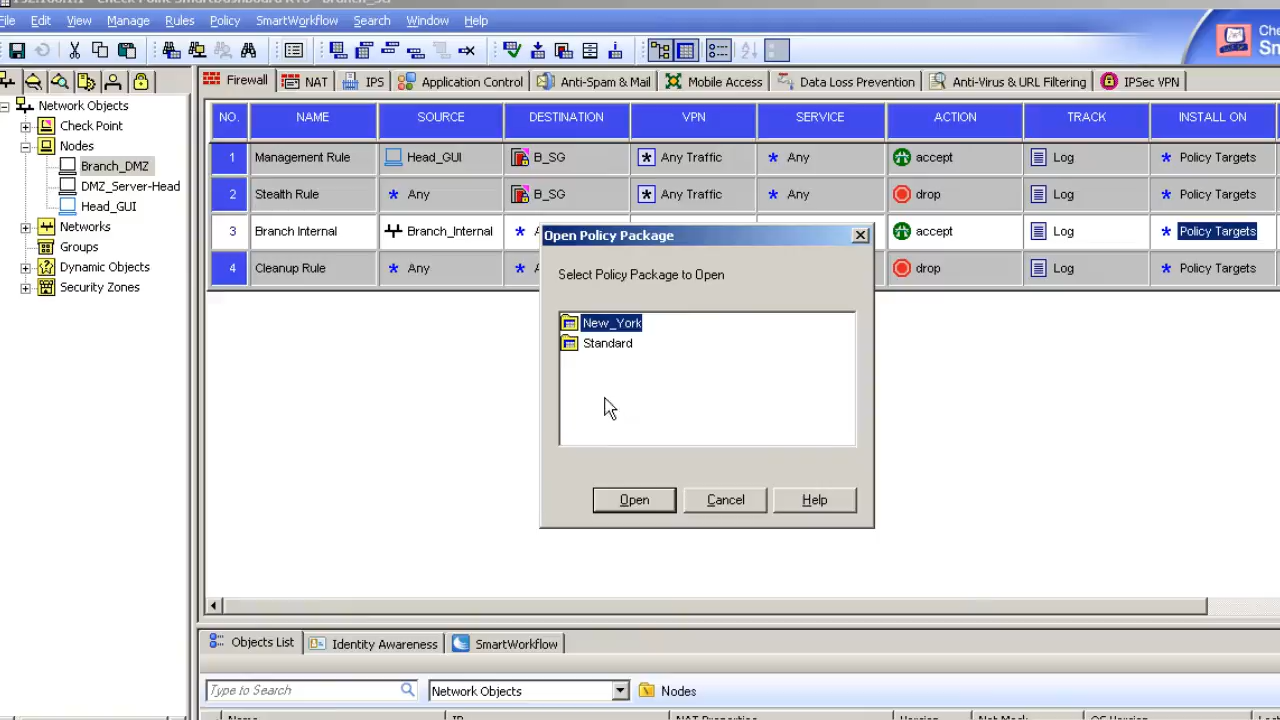 File Edit View Manage Rules Policy SmartWorkflow Search Window Help
Firewall NAT IPS Application Control Anti-Spam & Mail Mobile Access Data Loss Prevention Anti-Virus & URL Filtering IPSec VPN
Network Objects
Check Point
Nodes
Branch_DMZ
DMZ_Server-Head
Head_GUI
Networks
Groups
Dynamic Objects
Security Zones
NO. NAME SOURCE DESTINATION VPN SERVICE ACTION TRACK INSTALL ON
1 Management Rule Head_GUI B_SG Any Traffic Any accept Log Policy Targets
2 Stealth Rule Any B_SG Any Traffic Any drop Log Policy Targets
3 Branch Internal Branch_Internal accept Log Policy Targets
4 Cleanup Rule Any drop Log Policy Targets
Open Policy Package
Select Policy Package to Open
New_York
Standard
Open Cancel Help
Objects List Identity Awareness SmartWorkflow
Type to Search Network Objects Nodes